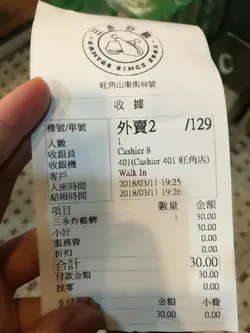 SINCE
旺角山東街88號
收據
檯號/單號 外賣2 /129
人數 1
收銀員 Cashier 8
收銀機 401(Cashier 401 旺角店)
客戶 Walk In
入座時間 2018/03/11 19:25
結帳時間 2018/03/11 19:26
項目 數量 金額
三多炸雞髀 1 30.00
小計 30.00
服務費 0.00
折扣 0.00
合計 30.00
付款金額 30.00
找零 0.00
支付方式 金額 小費
30.00 0.00